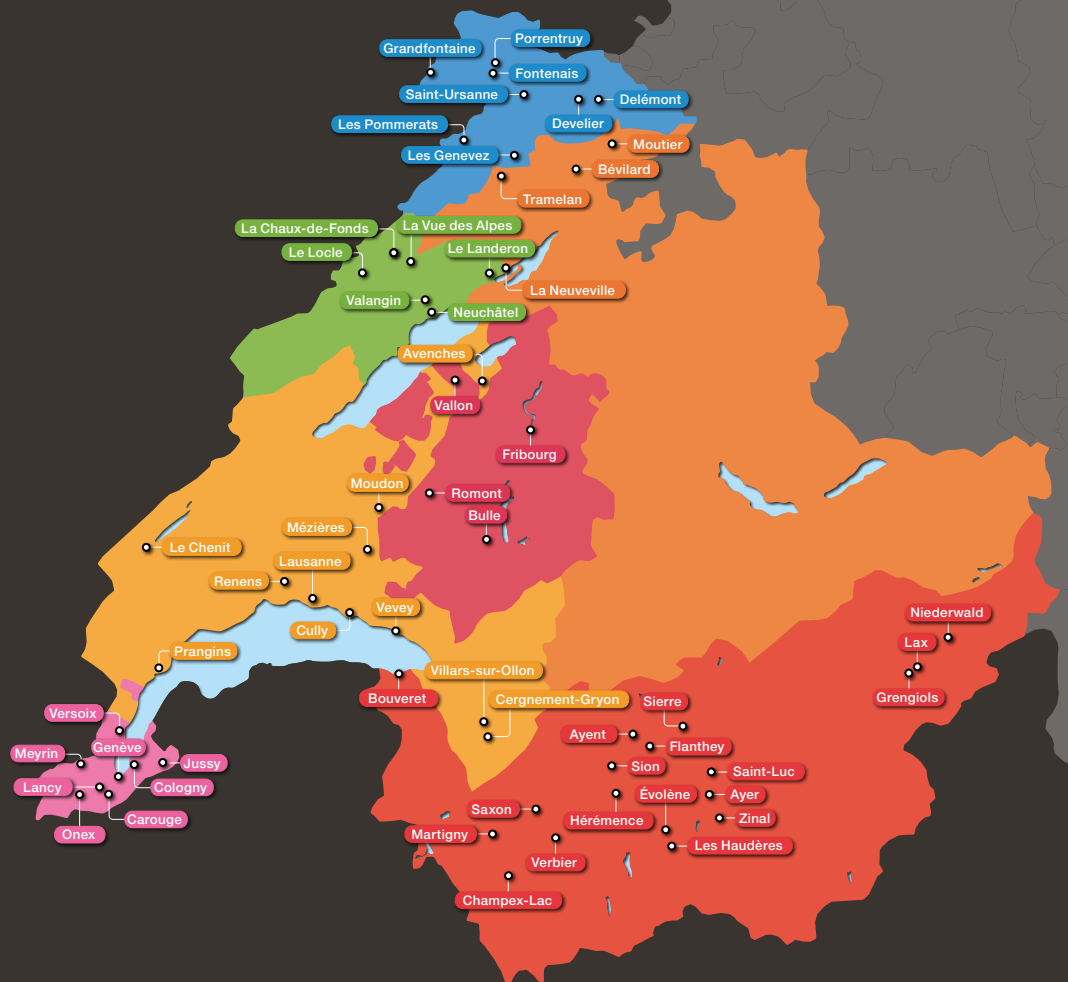 Porrentruy
Grandfontaine
Fontenais
Saint-Ursanne
Delémont
Les Pommerats
Develier
Moutier
Les Genevez
Bévilard
Tramelan
La Chaux-de-Fonds
La Vue des Alpes
Le Locle
Le Landeron
La Neuveville
Valangin
Neuchâtel
Avenches
Vallon
Fribourg
Moudon
Romont
Bulle
Mézières
Le Chenit
Lausanne
Renens
Vevey
Cully
Niederwald
Prangins
Lax
Villars-sur-Ollon
Bouveret
Cergnement-Gryon
Sierre
Grengiols
Versoix
Ayent
Genève
Flanthey
Meyrin
Jussy
Sion
Saint-Luc
Lancy
Cologny
Évolène
Ayer
Saxon
Carouge
Hérémence
Zinal
Onex
Martigny
Les Haudères
Verbier
Champex-Lac